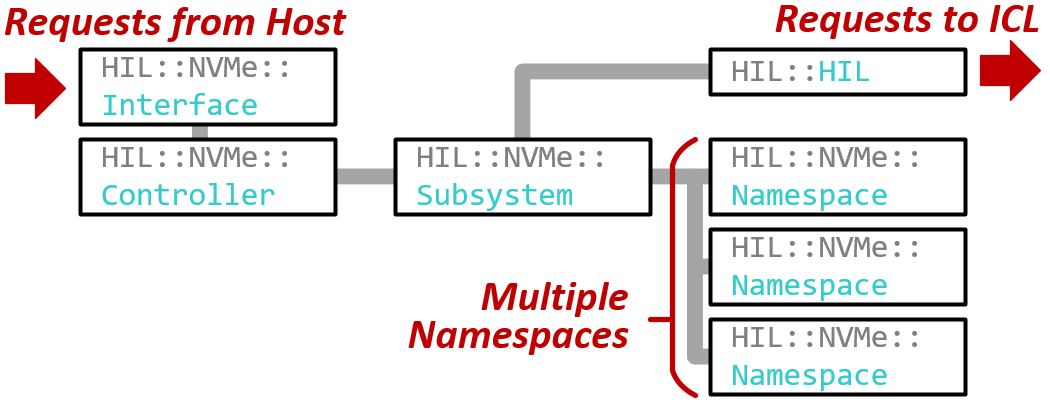 Requests from Host
Requests to ICL
HIL::NVMe::
Interface
HIL::HIL
HIL::NVMe::
Controller
HIL::NVMe::
Subsystem
HIL::NVMe::
Namespace
HIL::NVMe::
Namespace
Multiple
Namespaces
HIL::NVMe::
Namespace